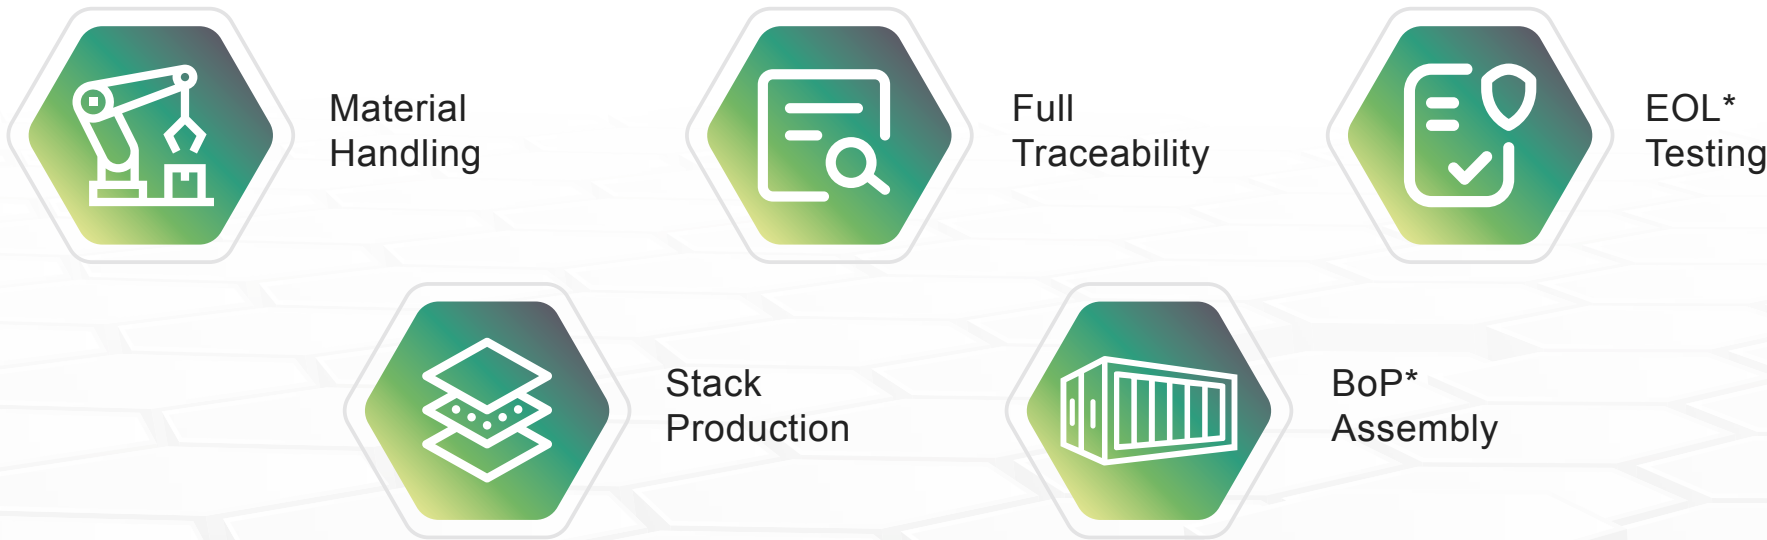 Material
Handling
Full
Traceability
EOL*
Testing
Stack
Production
BoP*
Assembly